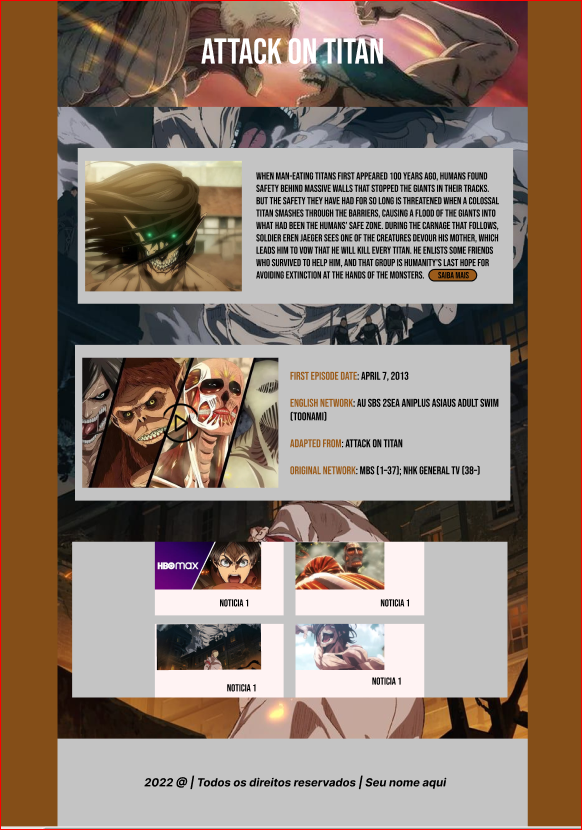 ATTACK ON TITAN
WHEN MAN-EATING TITANS FIRST APPEARED 100 YEARS AGO, HUMANS FOUND
SAFETY BEHIND MASSIVE WALLS THAT STOPPED THE GIANTS IN THEIR TRACKS.
BUT THE SAFETY THEY HAVE HAD FOR SO LONG IS THREATENED WHEN A COLOSSAL
TITAN SMASHES THROUGH THE BARRIERS, CAUSING A FLOOD OF THE GIANTS INTO
WHAT HAD BEEN THE HUMANS' SAFE ZONE. DURING THE CARNAGE THAT FOLLOWS,
SOLDIER EREN JAEGER SEES ONE OF THE CREATURES DEVOUR HIS MOTHER, WHICH
LEADS HIM TO VOW THAT HE WILL KILL EVERY TITAN. HE ENLISTS SOME FRIENDS
WHO SURVIVED TO HELP HIM, AND THAT GROUP IS HUMANITY'S LAST HOPE FOR
AVOIDING EXTINCTION AT THE HANDS OF THE MONSTERS. SAIBA MAIS
FIRST EPISODE DATE: APRIL 7, 2013
ENGLISH NETWORK: AU SBS 2SEA ANIPLUS ASIAUS ADULT SWIM
(TOONAMI)
ADAPTED FROM: ATTACK ON TITAN
ORIGINAL NETWORK: MBS (1–37); NHK GENERAL TV (38–)
HBOmax
NOTICIA 1
NOTICIA 1
NOTICIA 1
NOTICIA 1
2022 @ | Todos os direitos reservados | Seu nome aqui